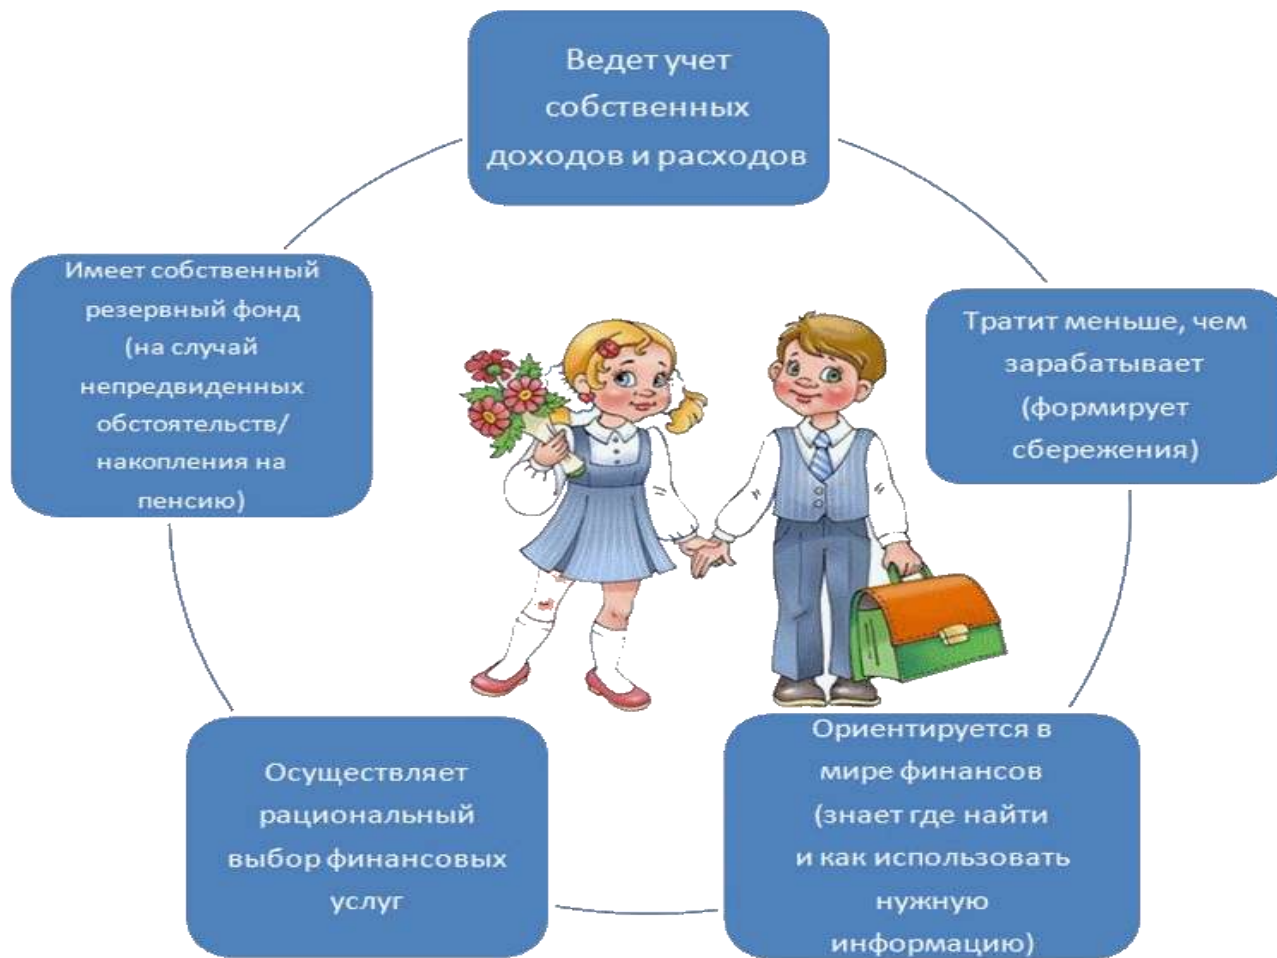 Ведет учет
собственных
доходов и расходов
Имеет собственный
резервный фонд
(на случай
непредвиденных
обстоятельств/
накопления на
пенсию)
Тратит меньше, чем
зарабатывает
(формирует
сбережения)
Осуществляет
рациональный
выбор финансовых
услуг
Ориентируется в
мире финансов
(знает где найти
и как использовать
нужную
информацию)